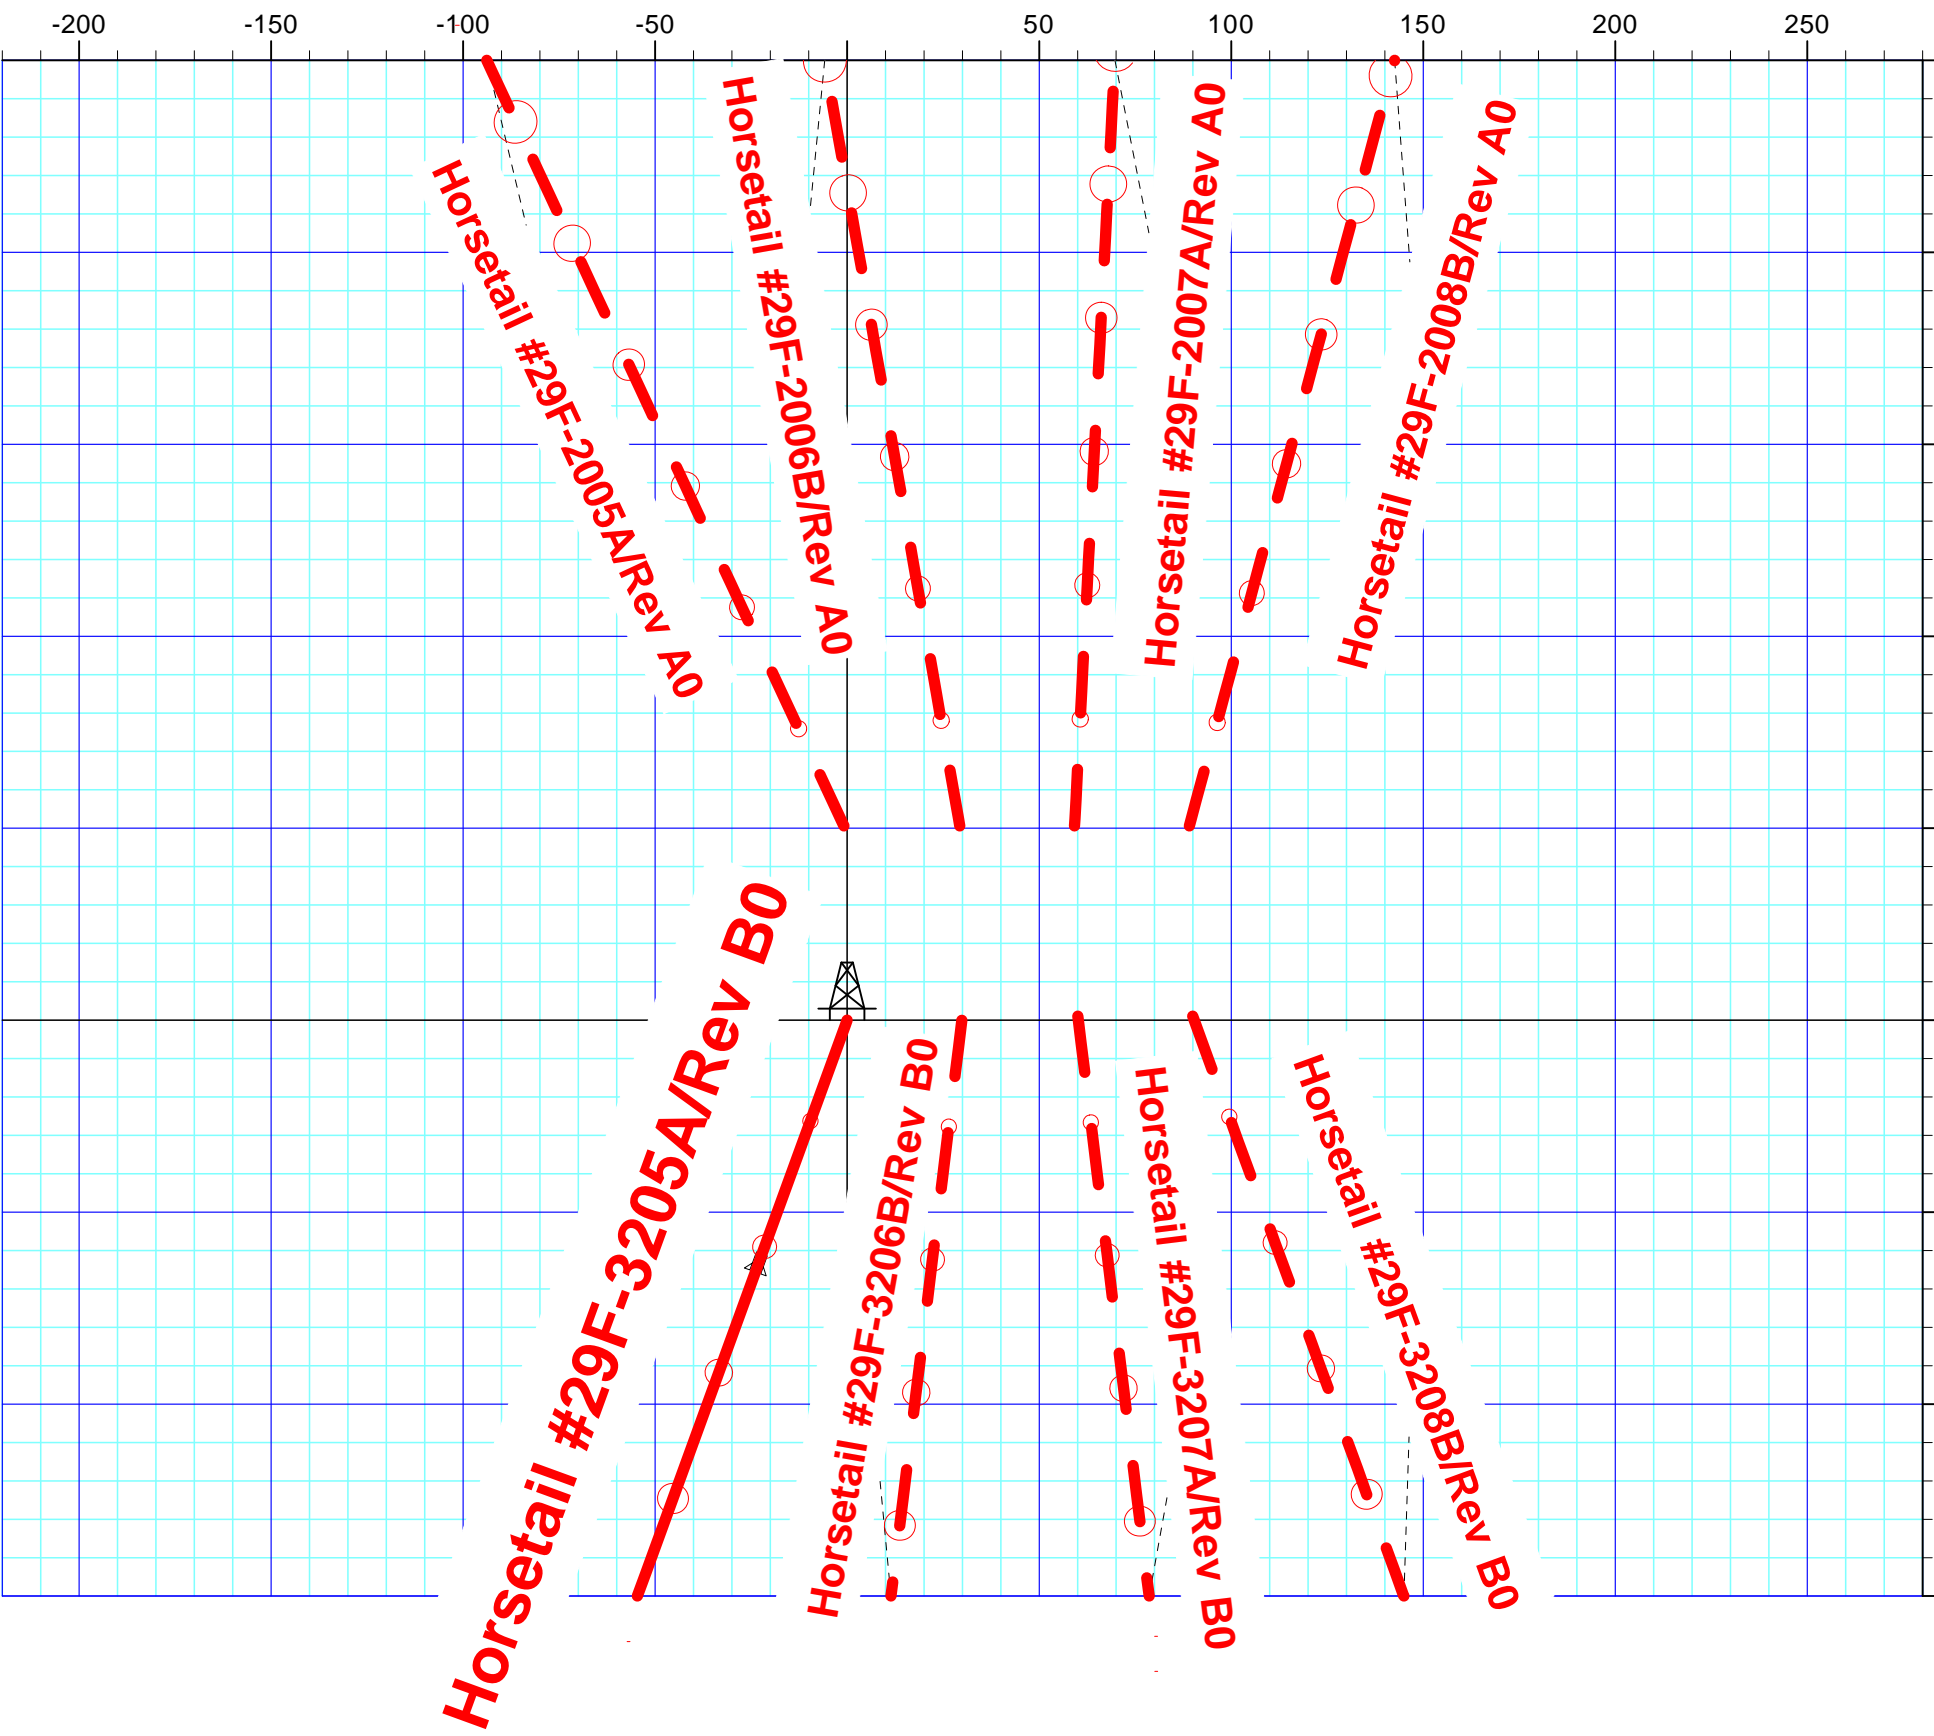 -200 -150 -100 -50 50 100 150 200 250
Horsetail #29F-2005A/Rev A0
Horsetail #29F-2006B/Rev A0
Horsetail #29F-2007A/Rev A0
Horsetail #29F-2008B/Rev A0
Horsetail #29F-3205A/Rev B0
Horsetail #29F-3206B/Rev B0
Horsetail #29F-3207A/Rev B0
Horsetail #29F-3208B/Rev B0